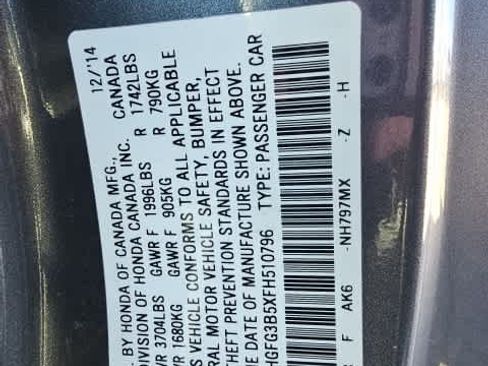 12/'14
. BY HONDA OF CANADA MFG.,
DIVISION OF HONDA CANADA INC. CANADA
VR 3704LBS GAWR F 1996LBS R 1742LBS
VR 1680KG GAWR F 905KG R 790KG
S VEHICLE CONFORMS TO ALL APPLICABLE
RAL MOTOR VEHICLE SAFETY, BUMPER,
THEFT PREVENTION STANDARDS IN EFFECT
E DATE OF MANUFACTURE SHOWN ABOVE.
HGFG3B5XFH510796 TYPE: PASSENGER CAR
F AK6 -NH797MX -Z -H